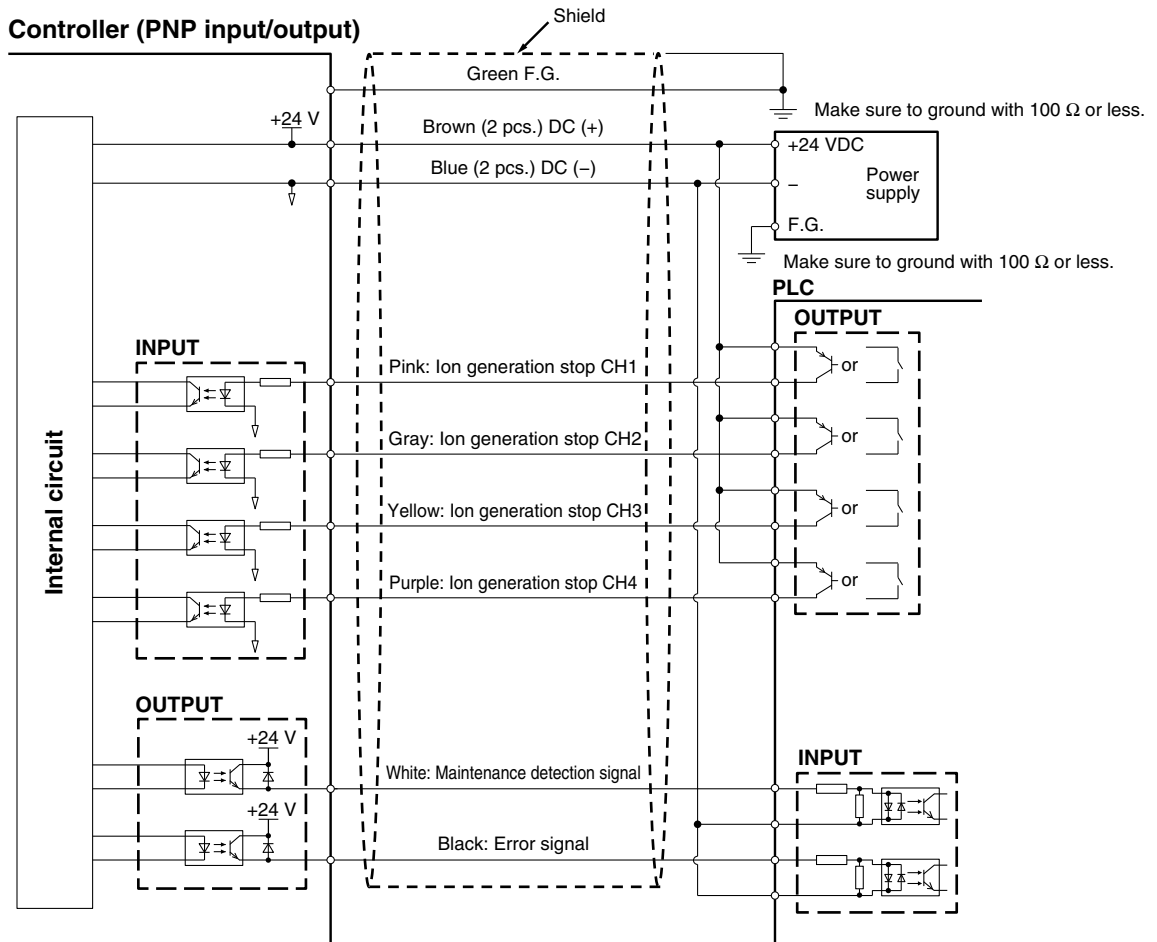 Shield
Controller (PNP input/output)
Green F.G.
Make sure to ground with 100 Ω or less.
+24 V
Brown (2 pcs.) DC (+)
+24 VDC
Blue (2 pcs.) DC (−)
–
Power
supply
F.G.
Make sure to ground with 100 Ω or less.
PLC
OUTPUT
INPUT
Pink: Ion generation stop CH1
or
Gray: Ion generation stop CH2
or
Internal circuit
Yellow: Ion generation stop CH3
or
Purple: Ion generation stop CH4
or
OUTPUT
+24 V
INPUT
White: Maintenance detection signal
+24 V
Black: Error signal